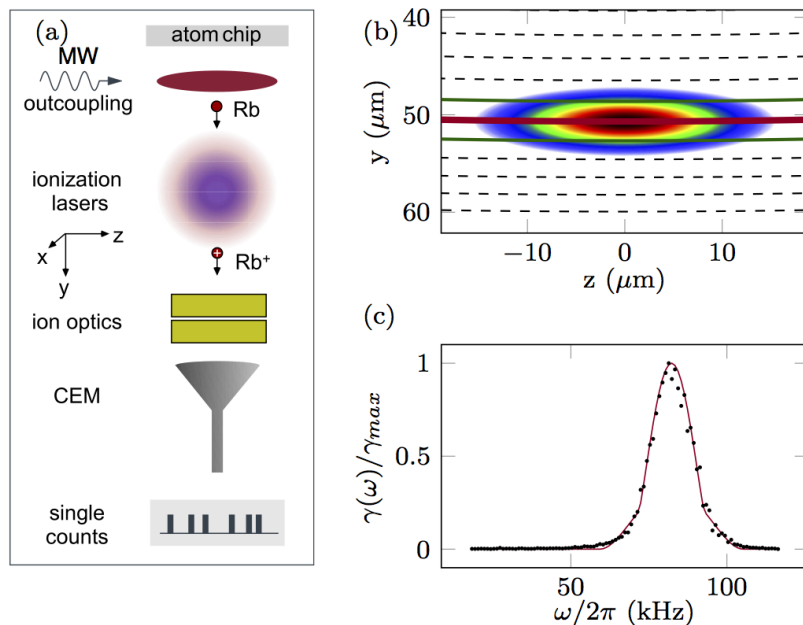 (a)
atom chip
MW
outcoupling
Rb
ionization
lasers
x
z
y
Rb⁺
ion optics
CEM
single
counts
(b)
y (μm)
40
50
60
−10
0
10
z (μm)
(c)
γ(ω)/γmax
1
0.5
0
50
100
ω/2π (kHz)